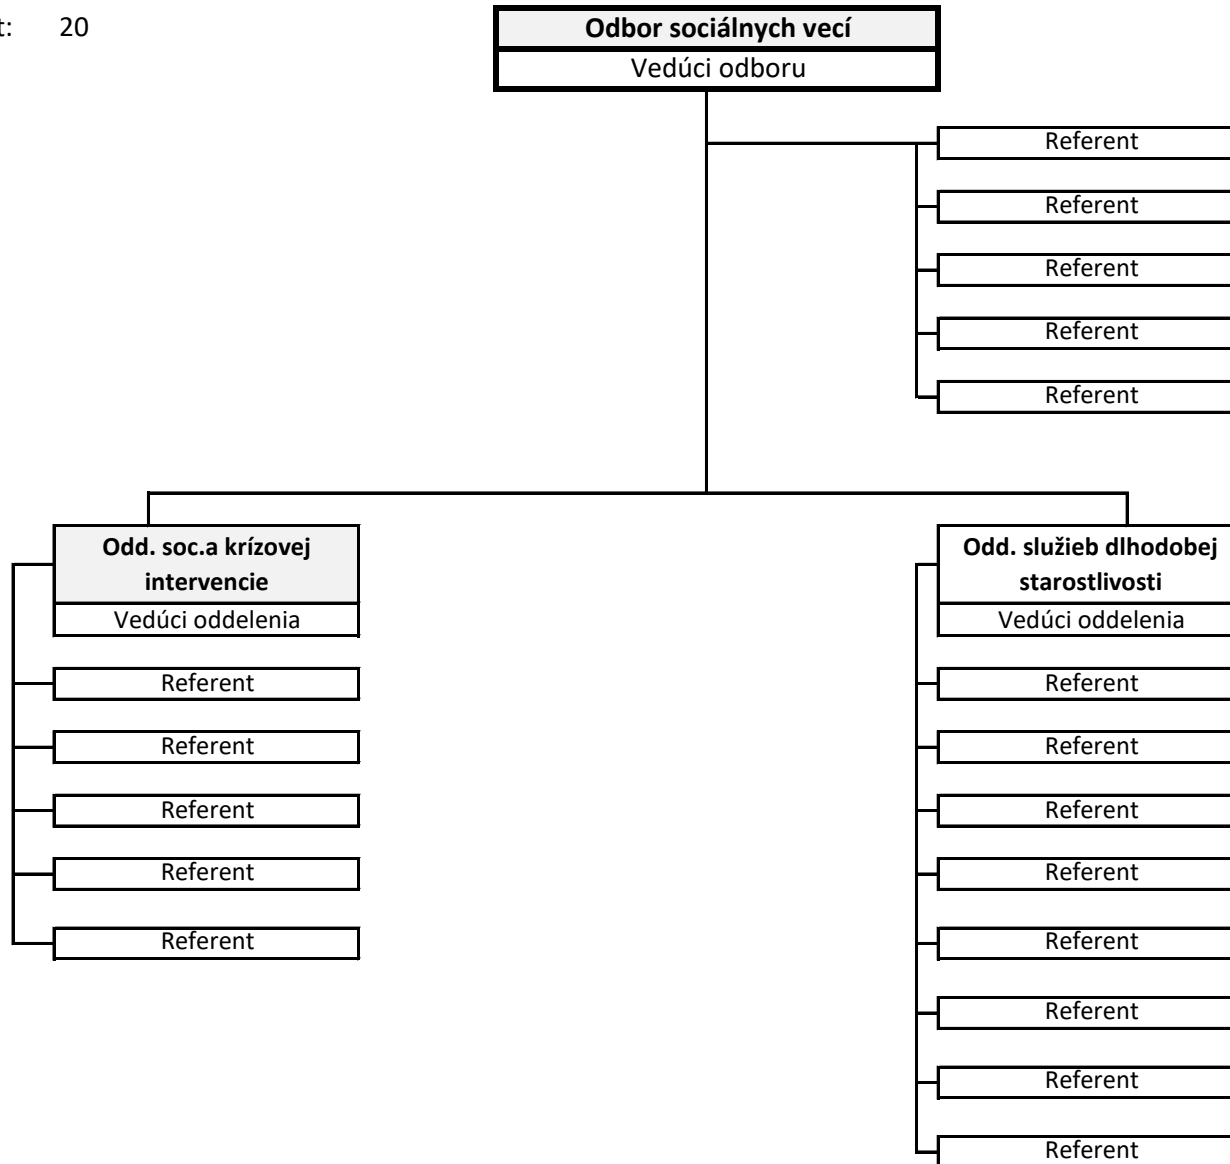 t: 20
Odbor sociálnych vecí
Vedúci odboru
Referent
Referent
Referent
Referent
Referent
Odd. soc.a krízovej
intervencie
Vedúci oddelenia
Referent
Referent
Referent
Referent
Referent
Odd. služieb dlhodobej
starostlivosti
Vedúci oddelenia
Referent
Referent
Referent
Referent
Referent
Referent
Referent
Referent